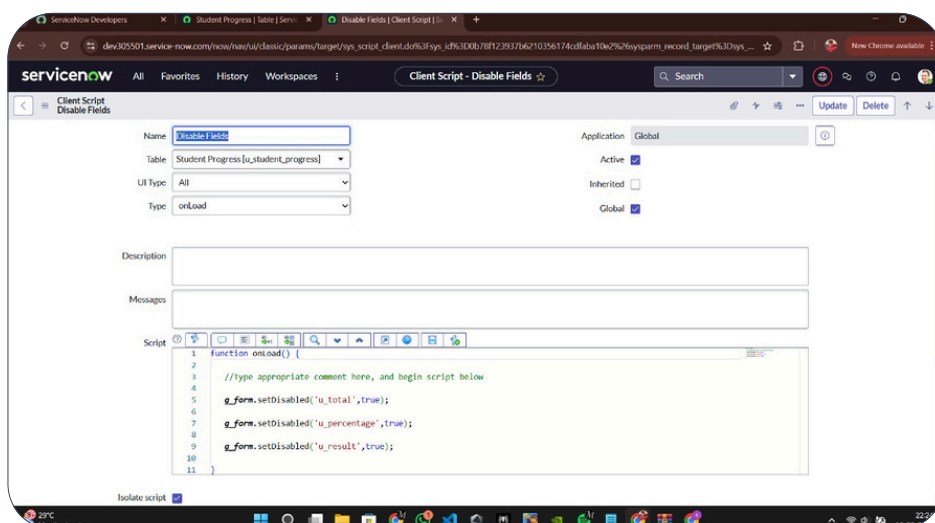 ServiceNow Developers
Student Progress | Table | Servic
Disable Fields | Client Script | S
dev305501.service-now.com/now/nav/ui/classic/params/target/sys_script_client.do%3Fsys_id%3D0b78f123937b6210356174cdfaba10e2%26sysparm_record_target%3Dsys_...
New Chrome available
servicenow All Favorites History Workspaces
Client Script - Disable Fields
Search
Client Script
Disable Fields
Update Delete
Name Disable Fields
Application Global
Table Student Progress [u_student_progress]
Active
UI Type All
Inherited
Type onLoad
Global
Description
Messages
Script
1 function onLoad() {
2
3 //Type appropriate comment here, and begin script below
4
5 g_form.setDisabled('u_total',true);
6
7 g_form.setDisabled('u_percentage',true);
8
9 g_form.setDisabled('u_result',true);
10
11 }
Isolate script
29°C